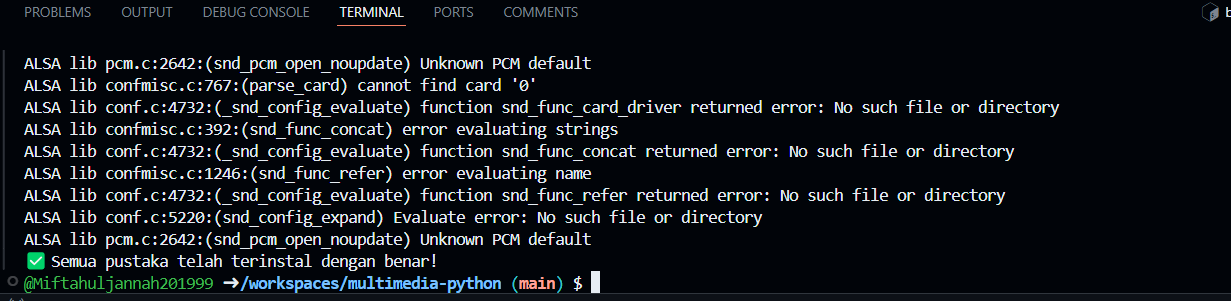 PROBLEMS OUTPUT DEBUG CONSOLE TERMINAL PORTS COMMENTS
ALSA lib pcm.c:2642:(snd_pcm_open_noupdate) Unknown PCM default
ALSA lib confmisc.c:767:(parse_card) cannot find card '0'
ALSA lib conf.c:4732:(_snd_config_evaluate) function snd_func_card_driver returned error: No such file or directory
ALSA lib confmisc.c:392:(snd_func_concat) error evaluating strings
ALSA lib conf.c:4732:(_snd_config_evaluate) function snd_func_concat returned error: No such file or directory
ALSA lib confmisc.c:1246:(snd_func_refer) error evaluating name
ALSA lib conf.c:4732:(_snd_config_evaluate) function snd_func_refer returned error: No such file or directory
ALSA lib conf.c:5220:(snd_config_expand) Evaluate error: No such file or directory
ALSA lib pcm.c:2642:(snd_pcm_open_noupdate) Unknown PCM default
✅ Semua pustaka telah terinstal dengan benar!
@Miftahuljannah201999 ➜/workspaces/multimedia-python (main) $